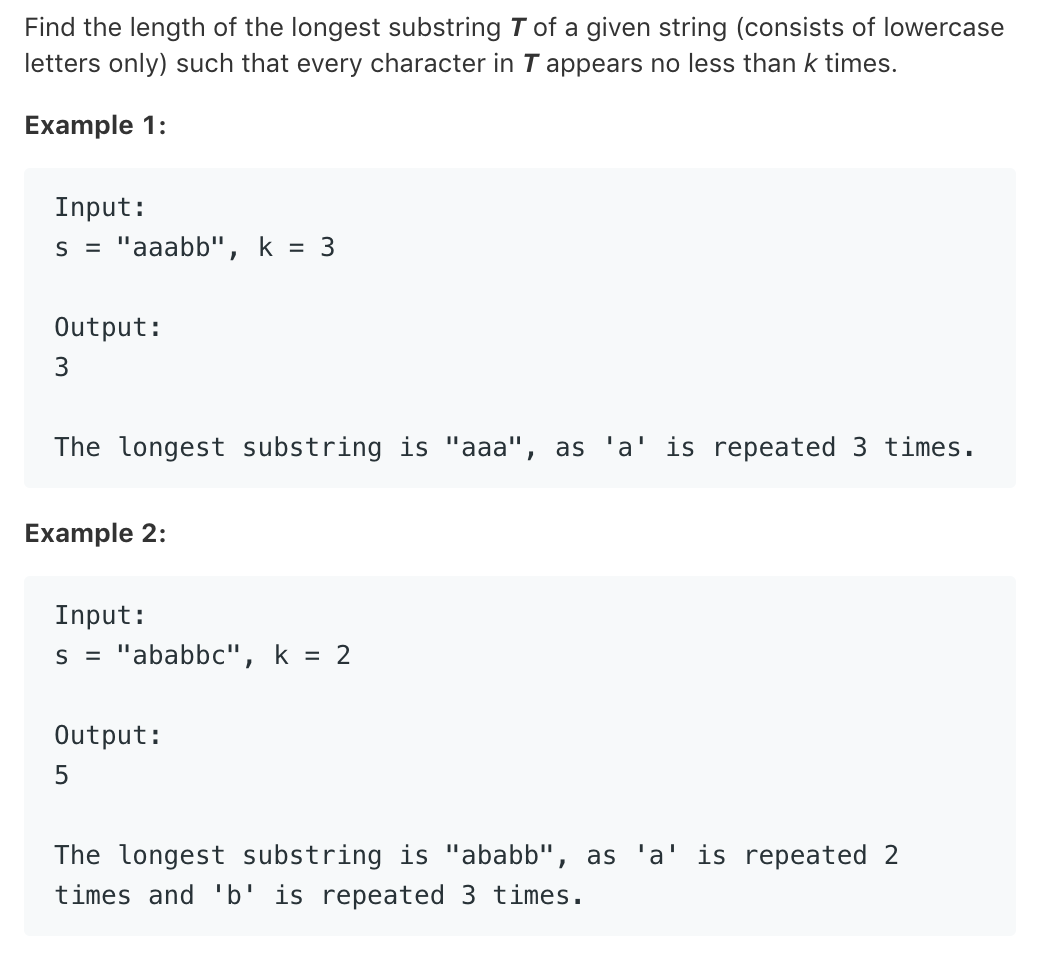 Find the length of the longest substring T of a given string (consists of lowercase
letters only) such that every character in T appears no less than k times.
Example 1:
Input:
s = "aaabb", k = 3
Output:
3
The longest substring is "aaa", as 'a' is repeated 3 times.
Example 2:
Input:
s = "ababbc", k = 2
Output:
5
The longest substring is "ababb", as 'a' is repeated 2
times and 'b' is repeated 3 times.